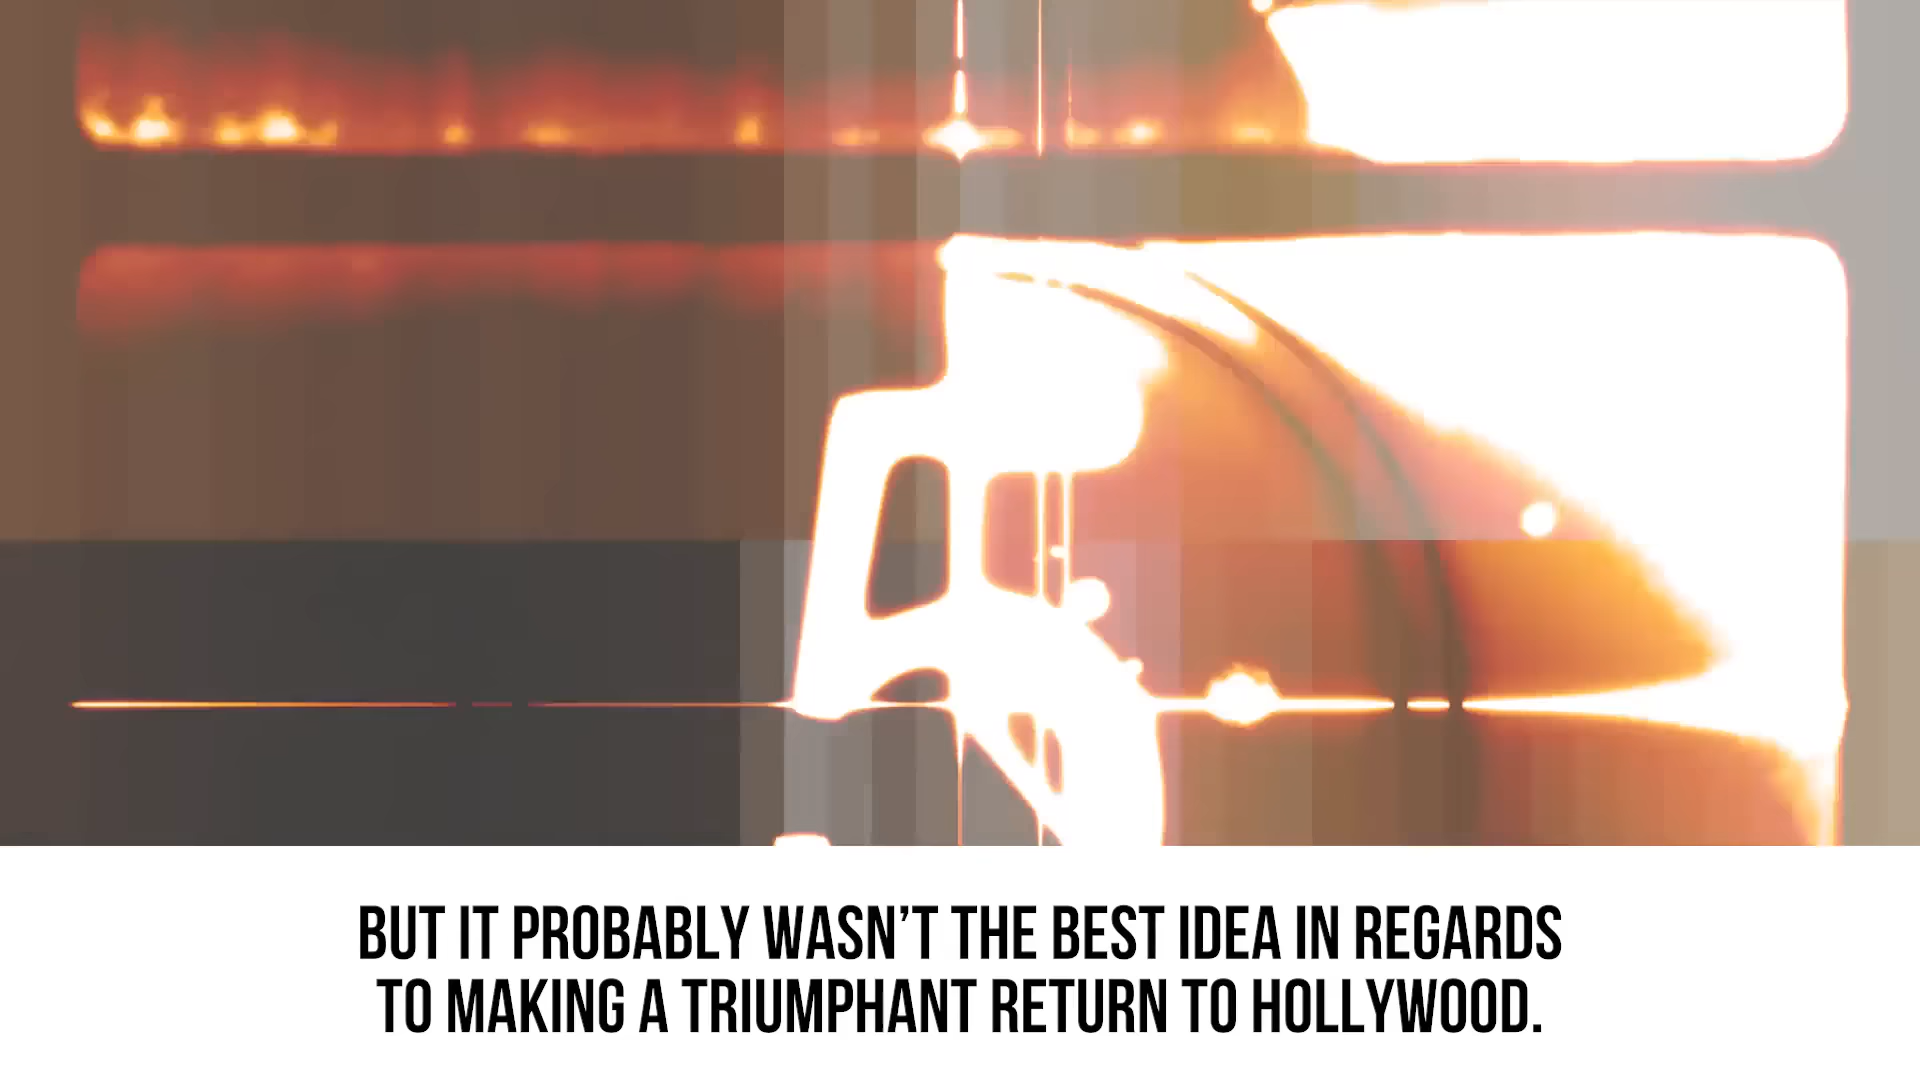 BUT IT PROBABLY WASN’T THE BEST IDEA IN REGARDS
TO MAKING A TRIUMPHANT RETURN TO HOLLYWOOD.